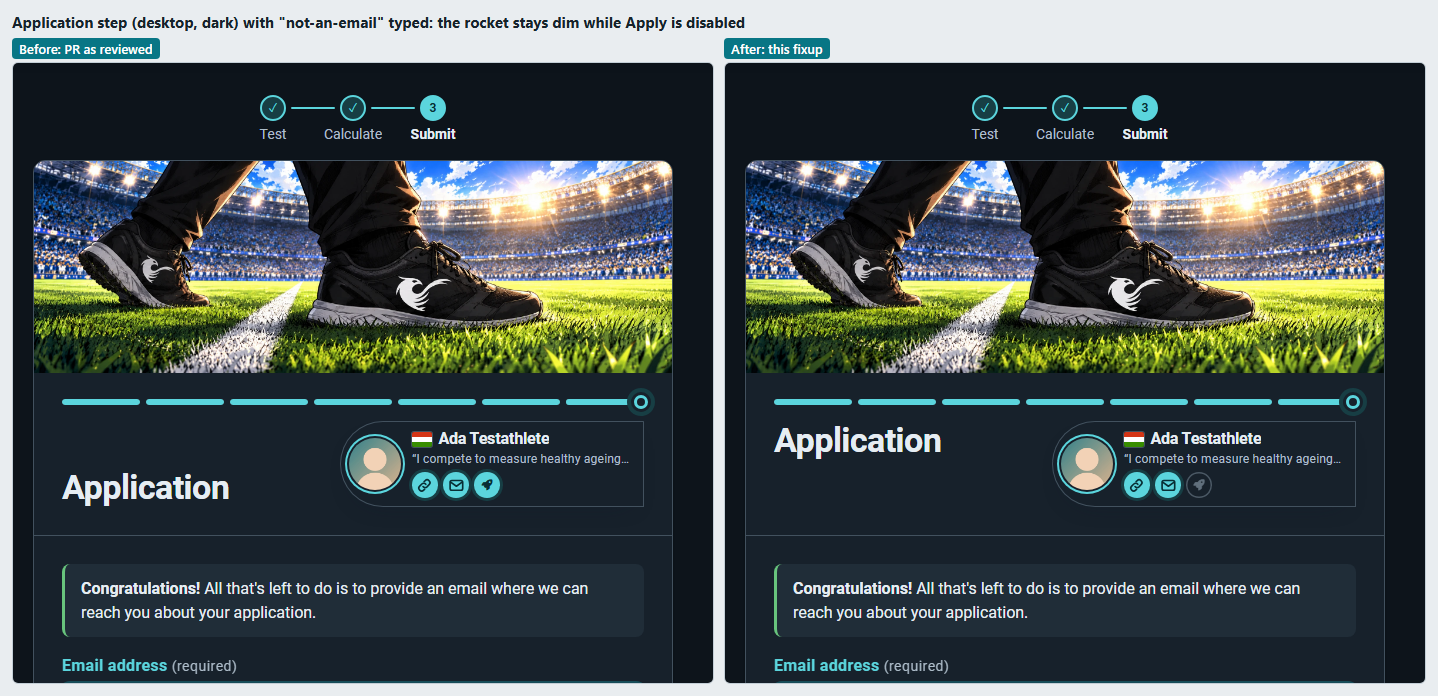 Application step (desktop, dark) with "not-an-email" typed: the rocket stays dim while Apply is disabled
Before: PR as reviewed
After: this fixup
3
Test
Calculate
Submit
Application
Ada Testathlete
“I compete to measure healthy ageing…
Congratulations! All that's left to do is to provide an email where we can
reach you about your application.
Email address (required)
3
Test
Calculate
Submit
Application
Ada Testathlete
“I compete to measure healthy ageing…
Congratulations! All that's left to do is to provide an email where we can
reach you about your application.
Email address (required)